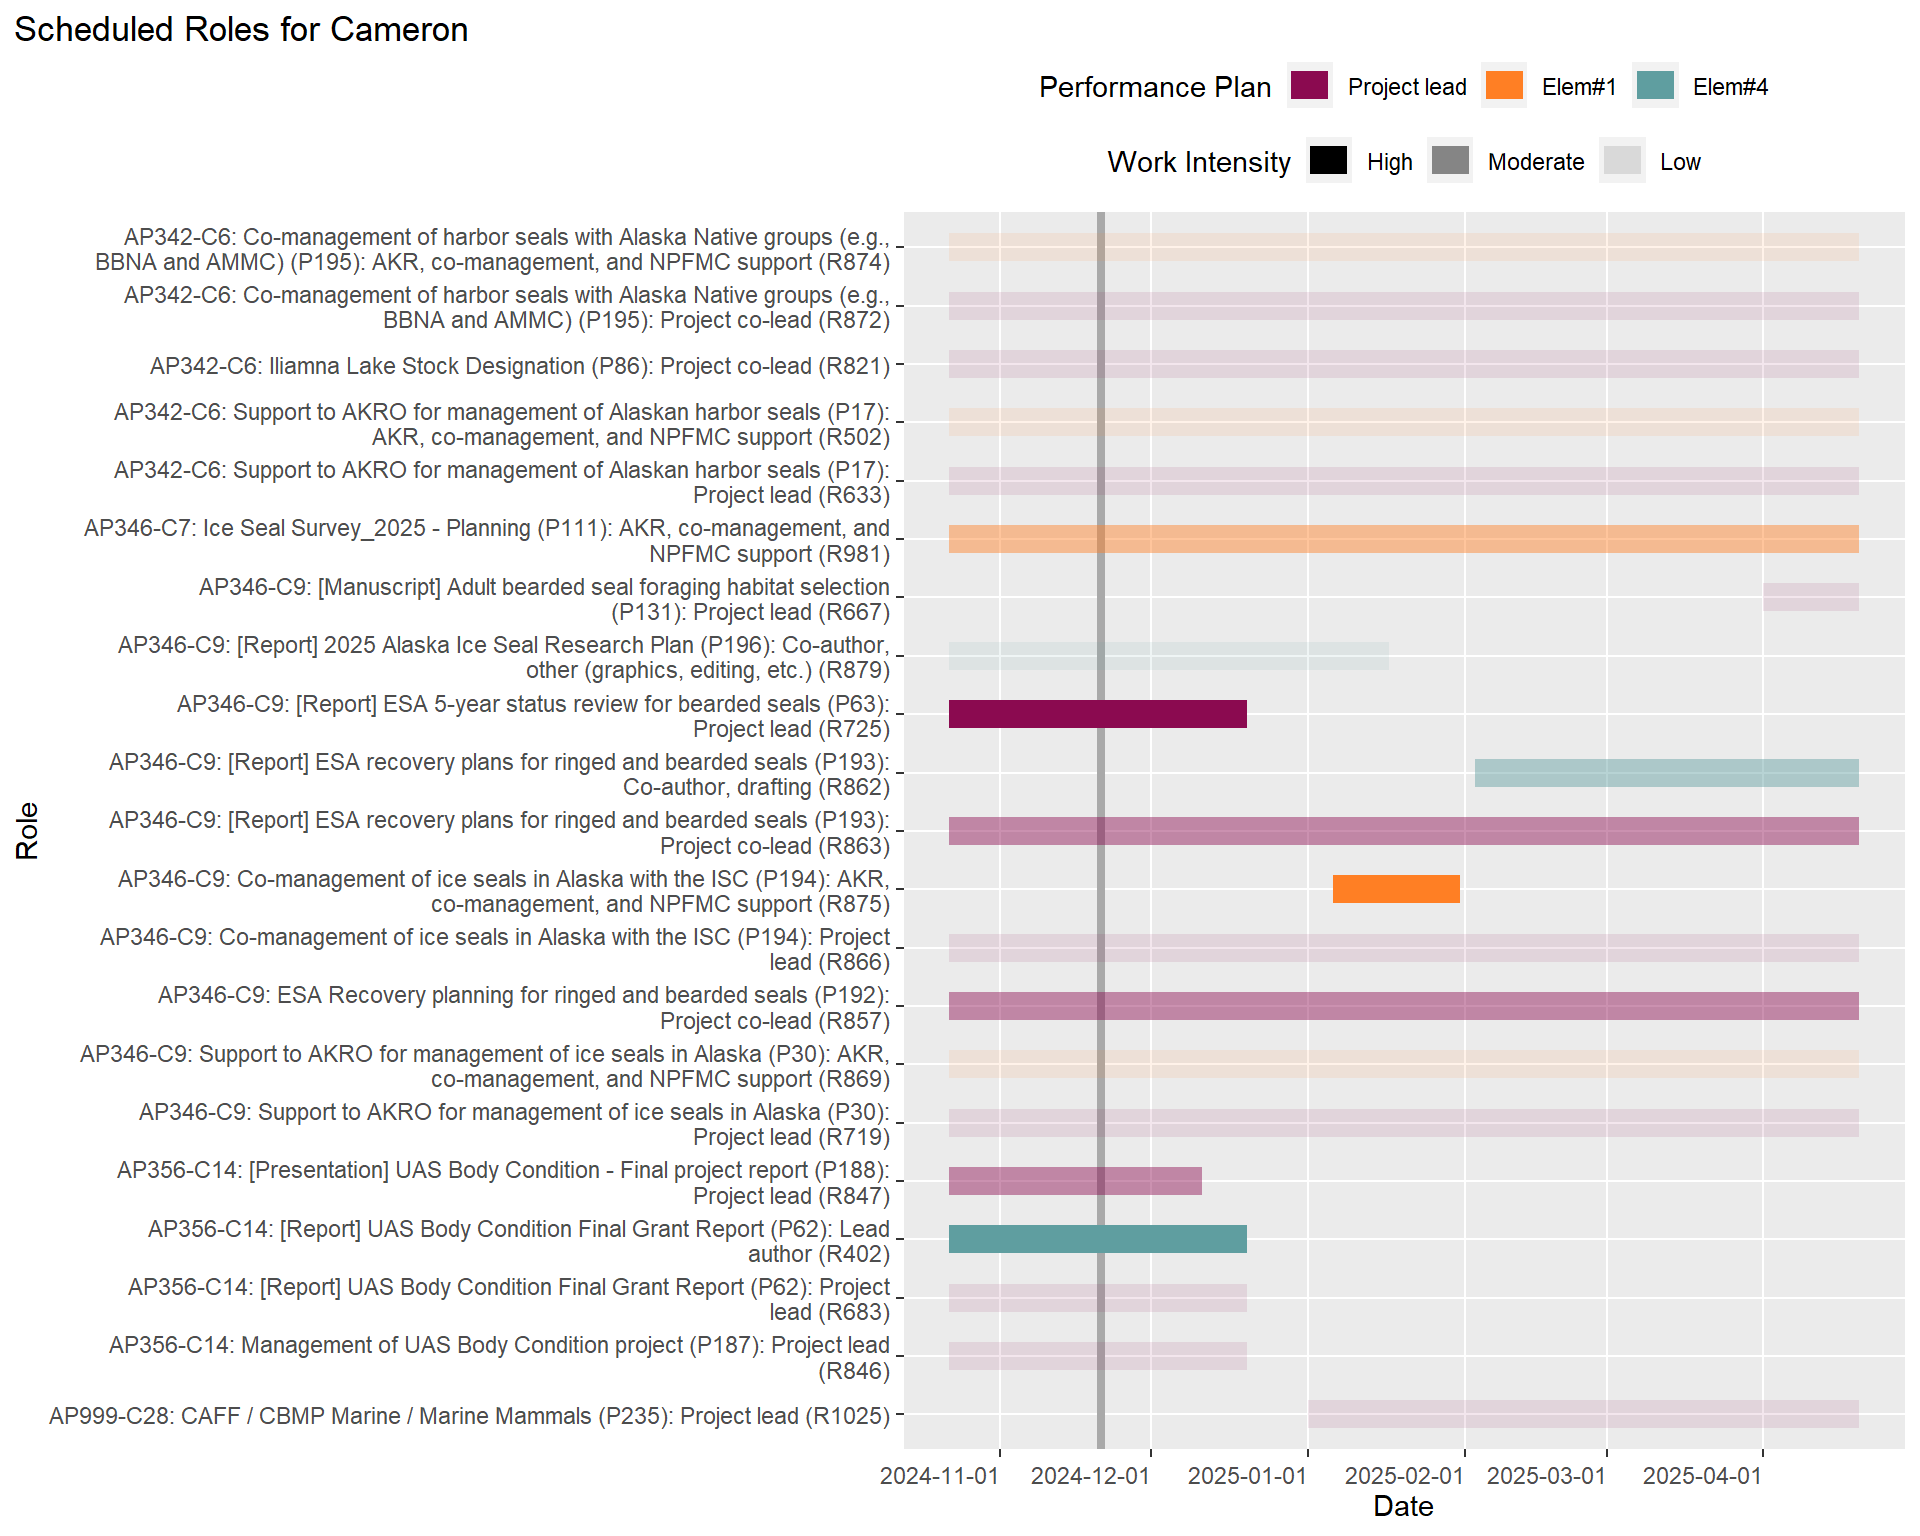 Scheduled Roles for Cameron
Performance Plan Project lead Elem#1 Elem#4
Work Intensity High Moderate Low
AP342-C6: Co-management of harbor seals with Alaska Native groups (e.g.,
BBNA and AMMC) (P195): AKR, co-management, and NPFMC support (R874)
AP342-C6: Co-management of harbor seals with Alaska Native groups (e.g.,
BBNA and AMMC) (P195): Project co-lead (R872)
AP342-C6: Iliamna Lake Stock Designation (P86): Project co-lead (R821)
AP342-C6: Support to AKRO for management of Alaskan harbor seals (P17):
AKR, co-management, and NPFMC support (R502)
AP342-C6: Support to AKRO for management of Alaskan harbor seals (P17):
Project lead (R633)
AP346-C7: Ice Seal Survey_2025 - Planning (P111): AKR, co-management, and
NPFMC support (R981)
AP346-C9: [Manuscript] Adult bearded seal foraging habitat selection
(P131): Project lead (R667)
AP346-C9: [Report] 2025 Alaska Ice Seal Research Plan (P196): Co-author,
other (graphics, editing, etc.) (R879)
AP346-C9: [Report] ESA 5-year status review for bearded seals (P63):
Project lead (R725)
AP346-C9: [Report] ESA recovery plans for ringed and bearded seals (P193):
Co-author, drafting (R862)
AP346-C9: [Report] ESA recovery plans for ringed and bearded seals (P193):
Project co-lead (R863)
AP346-C9: Co-management of ice seals in Alaska with the ISC (P194): AKR,
co-management, and NPFMC support (R875)
AP346-C9: Co-management of ice seals in Alaska with the ISC (P194): Project
lead (R866)
AP346-C9: ESA Recovery planning for ringed and bearded seals (P192):
Project co-lead (R857)
AP346-C9: Support to AKRO for management of ice seals in Alaska (P30): AKR,
co-management, and NPFMC support (R869)
AP346-C9: Support to AKRO for management of ice seals in Alaska (P30):
Project lead (R719)
AP356-C14: [Presentation] UAS Body Condition - Final project report (P188):
Project lead (R847)
AP356-C14: [Report] UAS Body Condition Final Grant Report (P62): Lead
author (R402)
AP356-C14: [Report] UAS Body Condition Final Grant Report (P62): Project
lead (R683)
AP356-C14: Management of UAS Body Condition project (P187): Project lead
(R846)
AP999-C28: CAFF / CBMP Marine / Marine Mammals (P235): Project lead (R1025)
Role
2024-11-01 2024-12-01 2025-01-01 2025-02-01 2025-03-01 2025-04-01
Date